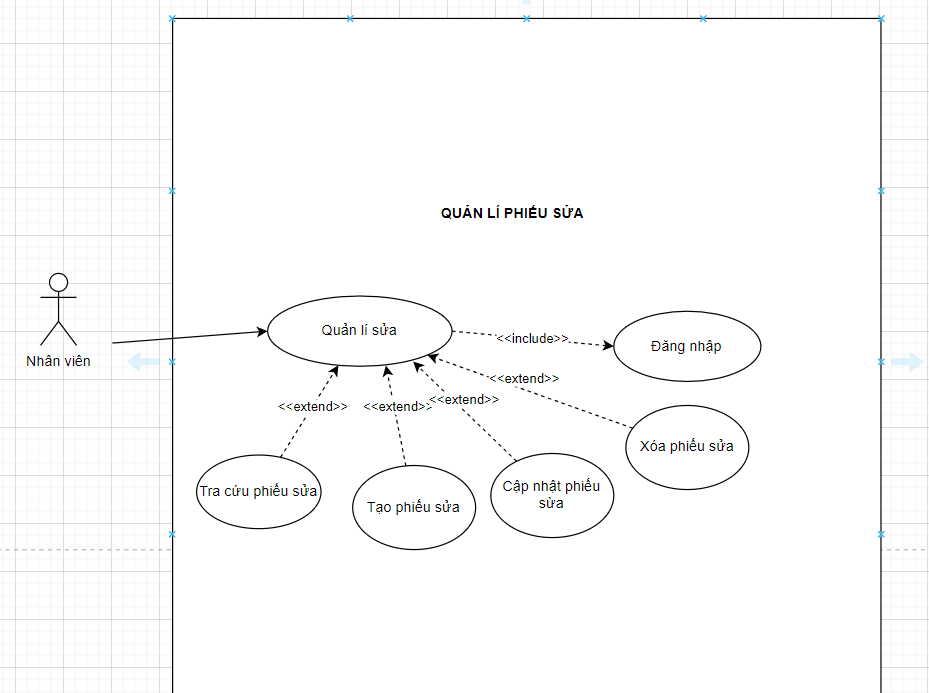 QUẢN LÍ PHIẾU SỬA
Quản lí sửa
<<include>>
Đăng nhập
Nhân viên
<<extend>>
<<extend>>
<<extend>>
<<extend>>
Xóa phiếu sửa
Tra cứu phiếu sửa
Tạo phiếu sửa
Cập nhật phiếu
sừa